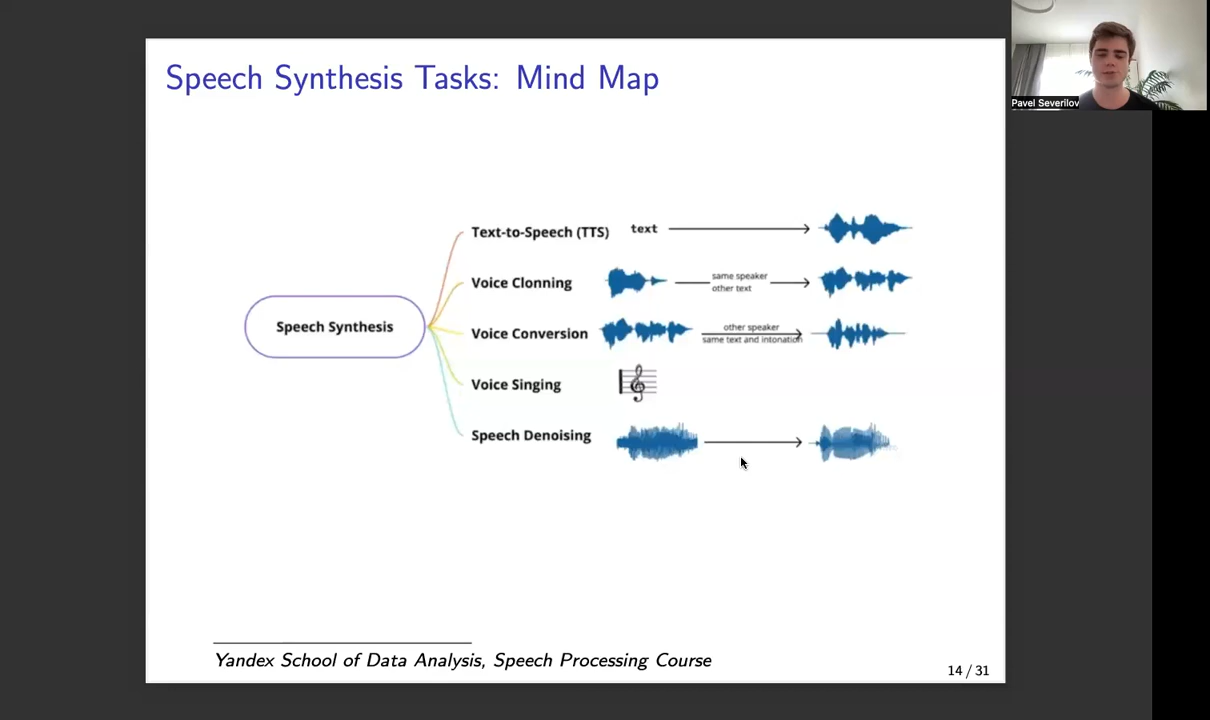 Speech Synthesis Tasks: Mind Map
Pavel Severilov
Speech Synthesis
Text-to-Speech (TTS) text
Voice Clonning same speaker
other text
Voice Conversion other speaker
same text and intonation
Voice Singing
Speech Denoising
Yandex School of Data Analysis, Speech Processing Course
14 / 31